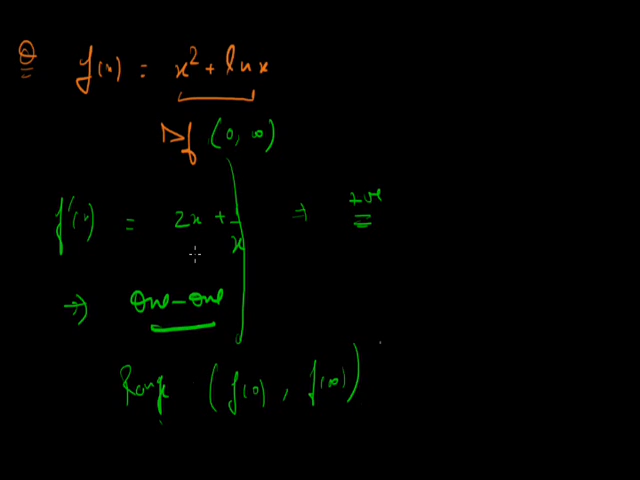 Q f(x) = x² + ln x
Df (0, ∞)
f'(x) = 2x + 1/x → +ve
⇒ One-One
Range (f(0), f(∞))